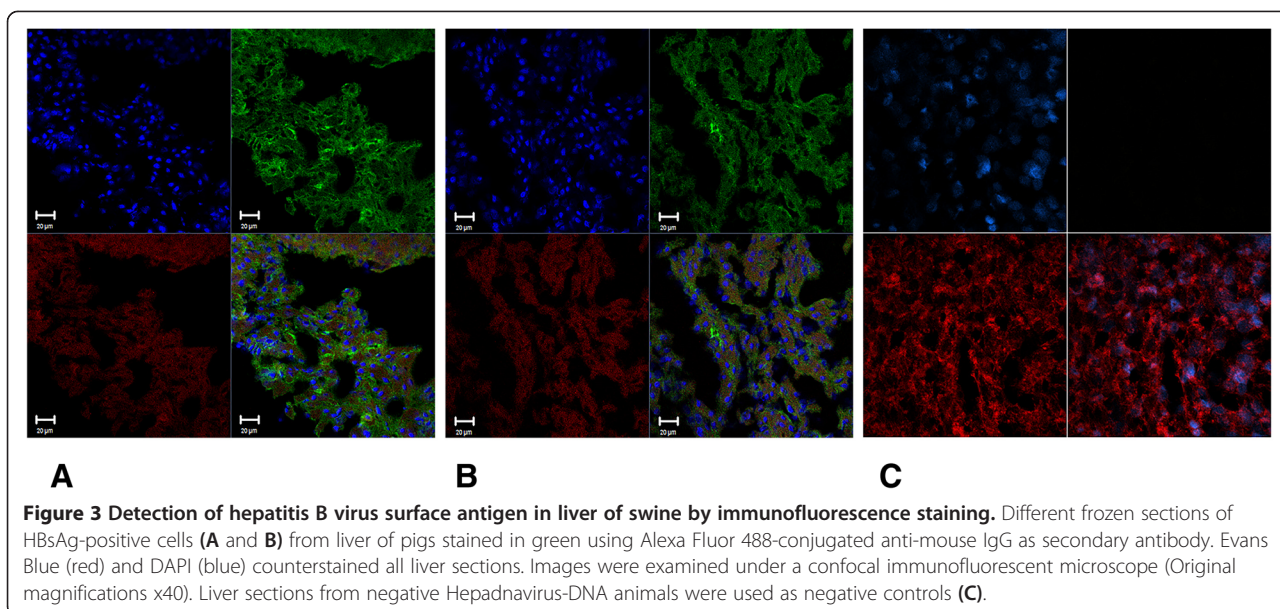 20 µm 20 µm 20 µm 20 µm
20 µm 20 µm 20 µm 20 µm
A B C
Figure 3 Detection of hepatitis B virus surface antigen in liver of swine by immunofluorescence staining. Different frozen sections of
HBsAg-positive cells (A and B) from liver of pigs stained in green using Alexa Fluor 488-conjugated anti-mouse IgG as secondary antibody. Evans
Blue (red) and DAPI (blue) counterstained all liver sections. Images were examined under a confocal immunofluorescent microscope (Original
magnifications x40). Liver sections from negative Hepadnavirus-DNA animals were used as negative controls (C).